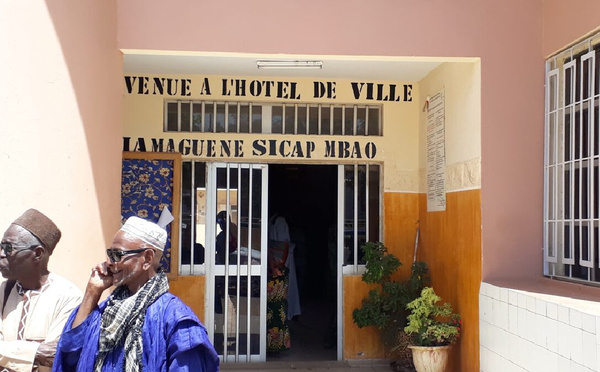 VENUE A L'HOTEL DE VILLE
IAMAGUENE SICAP MBAO